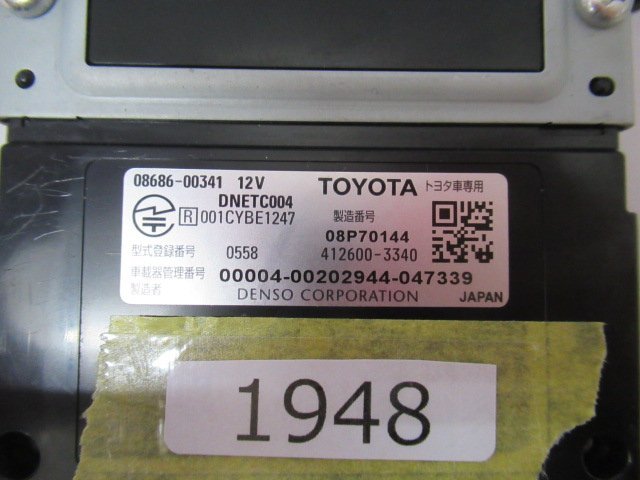 08686-00341 12V TOYOTA トヨタ車専用
DNETC004
R 001CYBE1247 製造番号
08P70144
型式登録番号 0558 412600-3340
車載器管理番号 00004-00202944-047339
製造者 DENSO CORPORATION JAPAN
1948